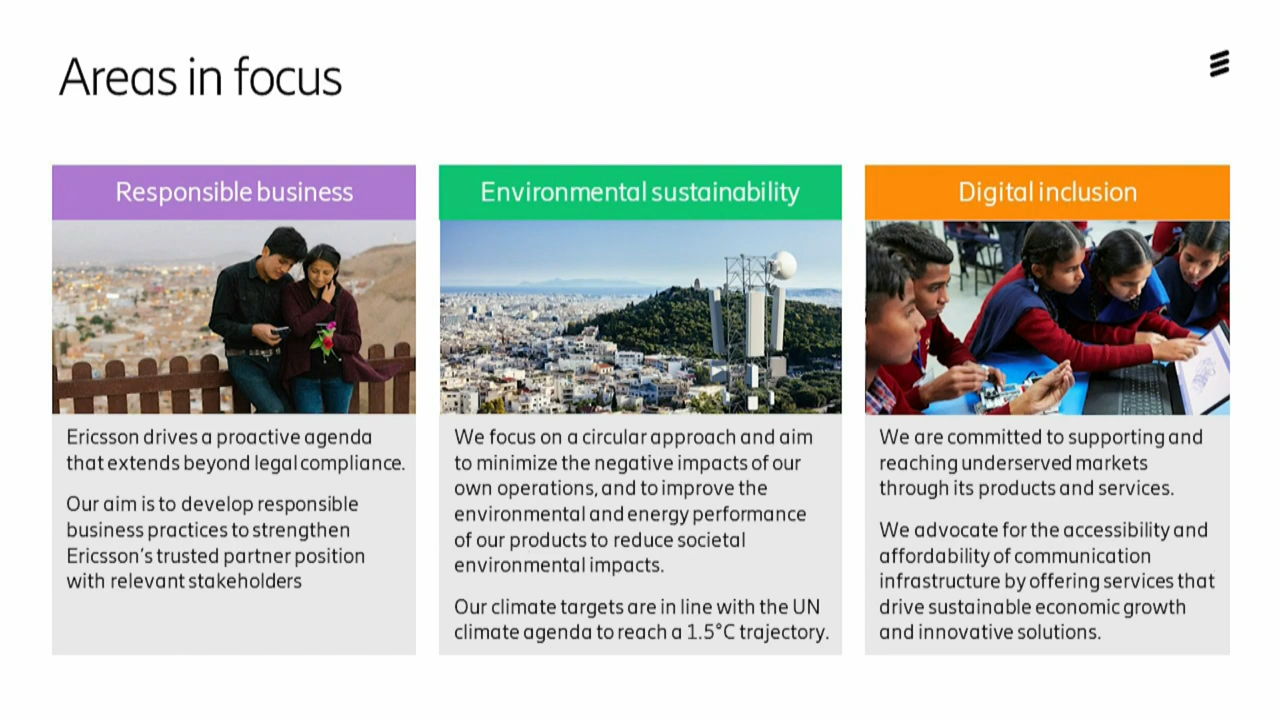 Areas in focus
Responsible business
Ericsson drives a proactive agenda
that extends beyond legal compliance.
Our aim is to develop responsible
business practices to strengthen
Ericsson's trusted partner position
with relevant stakeholders
Environmental sustainability
We focus on a circular approach and aim
to minimize the negative impacts of our
own operations, and to improve the
environmental and energy performance
of our products to reduce societal
environmental impacts.
Our climate targets are in line with the UN
climate agenda to reach a 1.5°C trajectory.
Digital inclusion
We are committed to supporting and
reaching underserved markets
through its products and services.
We advocate for the accessibility and
affordability of communication
infrastructure by offering services that
drive sustainable economic growth
and innovative solutions.